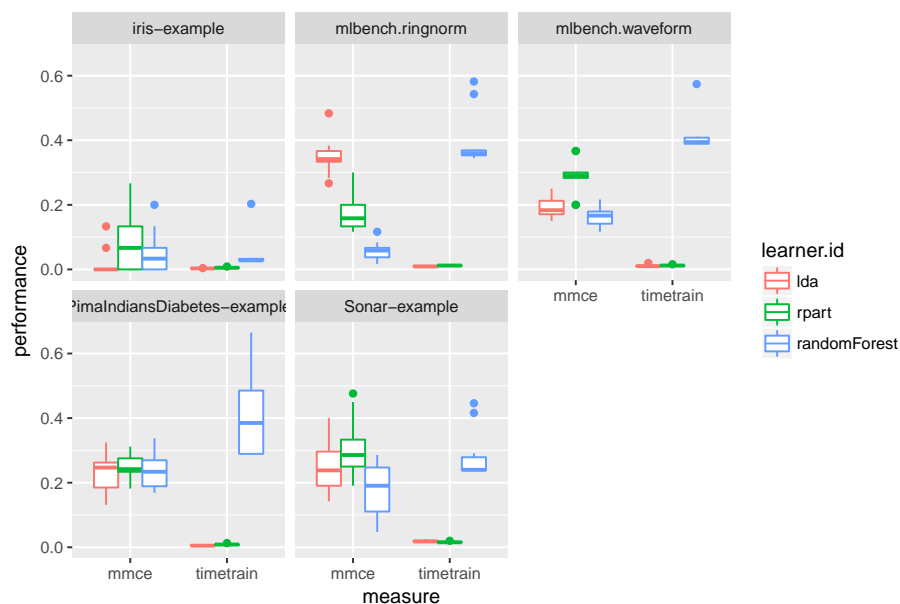 iris−example
mlbench.ringnorm
mlbench.waveform
0.6
0.4
0.2
0.0
mmce
timetrain
PimaIndiansDiabetes−example
Sonar−example
0.6
0.4
0.2
0.0
mmce
timetrain
mmce
timetrain
measure
performance
learner.id
lda
rpart
randomForest